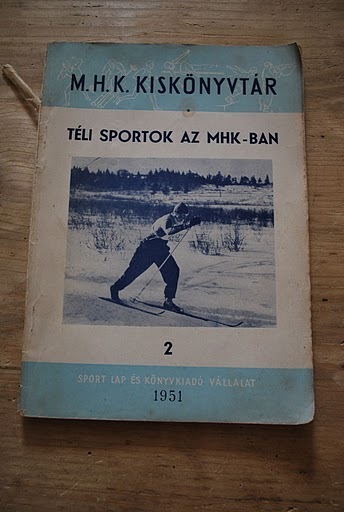 M.H.K. KISKÖNYVTÁR
TÉLI SPORTOK AZ MHK-BAN
2
SPORT LAP ÉS KÖNYVKIADÓ VÁLLALAT
1951